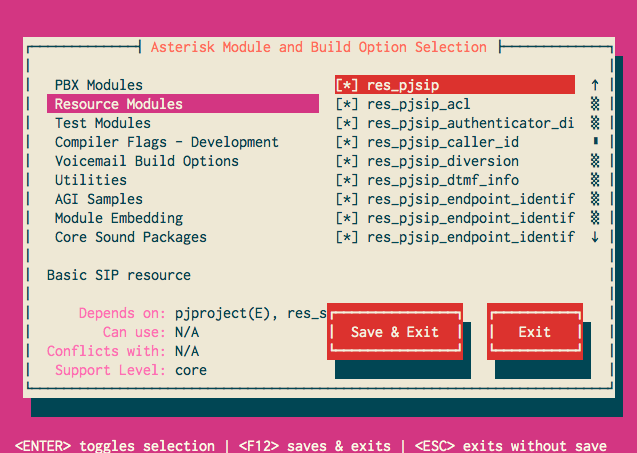 Asterisk Module and Build Option Selection
PBX Modules [*] res_pjsip
Resource Modules [*] res_pjsip_acl
Test Modules [*] res_pjsip_authenticator_di
Compiler Flags - Development [*] res_pjsip_caller_id
Voicemail Build Options [*] res_pjsip_diversion
Utilities [*] res_pjsip_dtmf_info
AGI Samples [*] res_pjsip_endpoint_identif
Module Embedding [*] res_pjsip_endpoint_identif
Core Sound Packages [*] res_pjsip_endpoint_identif
Basic SIP resource
Depends on: pjproject(E), res_s
Can use: N/A
Conflicts with: N/A
Support Level: core
Save & Exit Exit
<ENTER> toggles selection | <F12> saves & exits | <ESC> exits without save